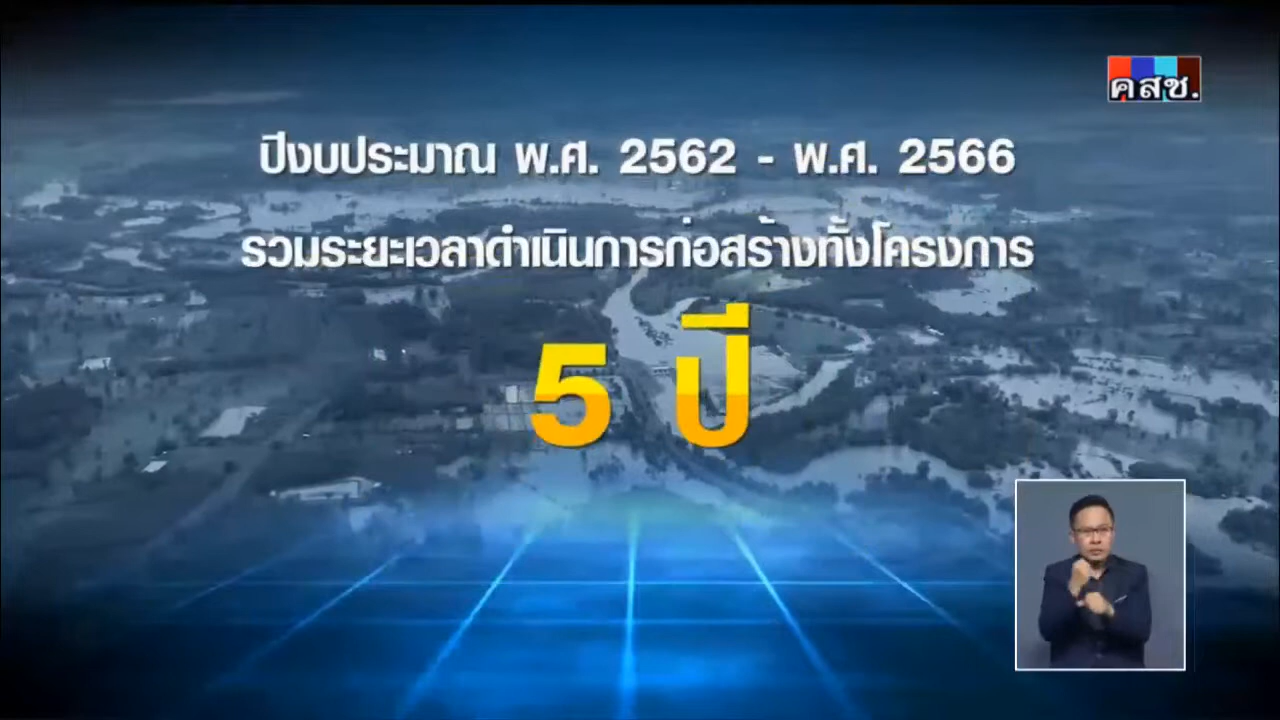 คสช.
ปีงบประมาณ พ.ศ. 2562 - พ.ศ. 2566
รวมระยะเวลาดำเนินการก่อสร้างทั้งโครงการ
5 ปี